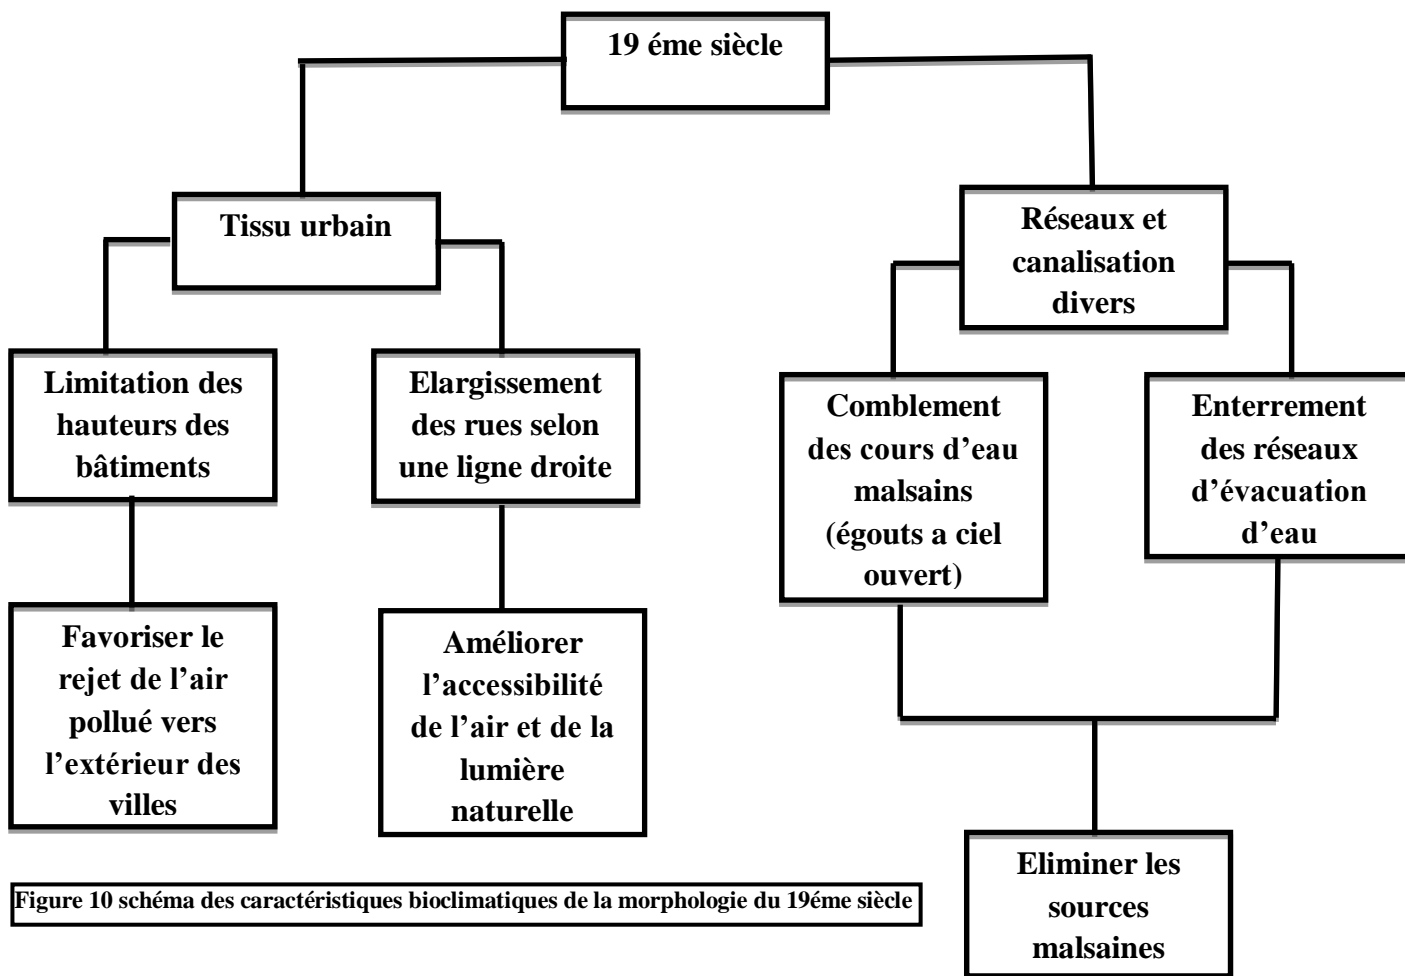 19 éme siècle
Tissu urbain
Réseaux et
canalisation
divers
Limitation des
hauteurs des
bâtiments
Elargissement
des rues selon
une ligne droite
Comblement
des cours d’eau
malsains
(égouts a ciel
ouvert)
Enterrement
des réseaux
d’évacuation
d’eau
Favoriser le
rejet de l’air
pollué vers
l’extérieur des
villes
Améliorer
l’accessibilité
de l’air et de la
lumière
naturelle
Eliminer les
sources
malsaines
Figure 10 schéma des caractéristiques bioclimatiques de la morphologie du 19éme siècle